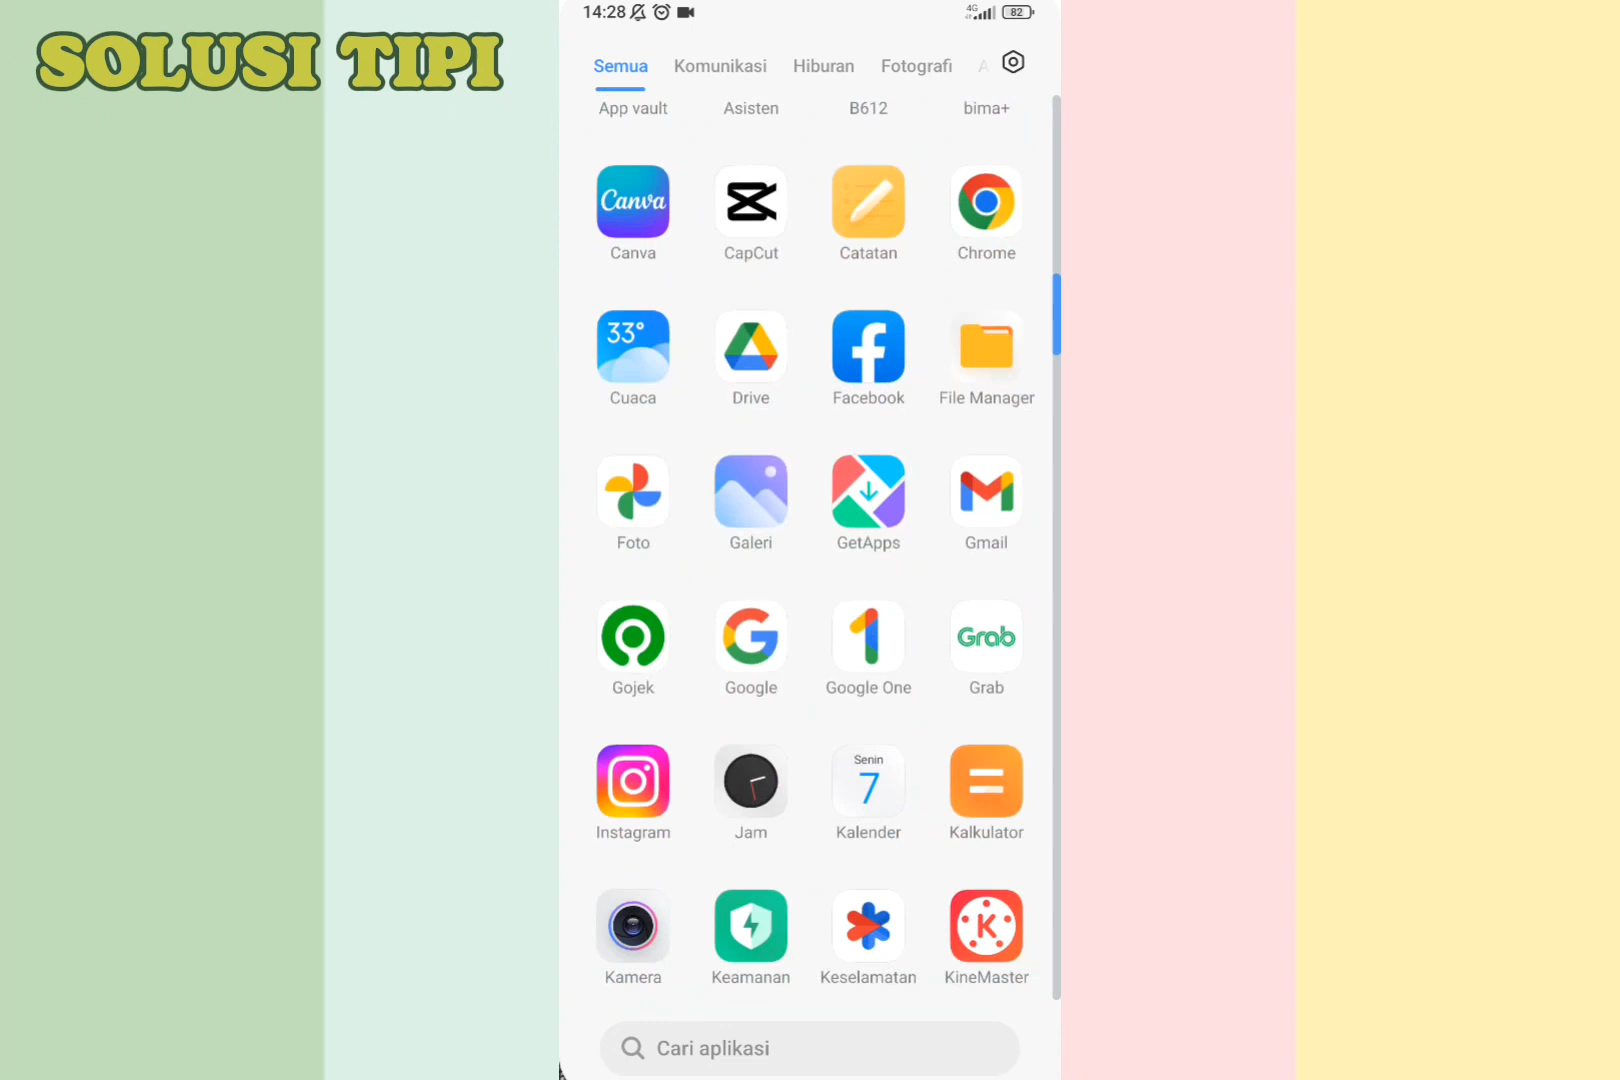 SOLUSI TIPI
14:28 4G 82
Semua Komunikasi Hiburan Fotografi A
App vault Asisten B612 bima+
Canva
Canva CapCut Catatan Chrome
33°
Cuaca Drive Facebook File Manager
Foto Galeri GetApps Gmail
Grab
Gojek Google Google One Grab
Senin
7
Instagram Jam Kalender Kalkulator
K
Kamera Keamanan Keselamatan KineMaster
Cari aplikasi